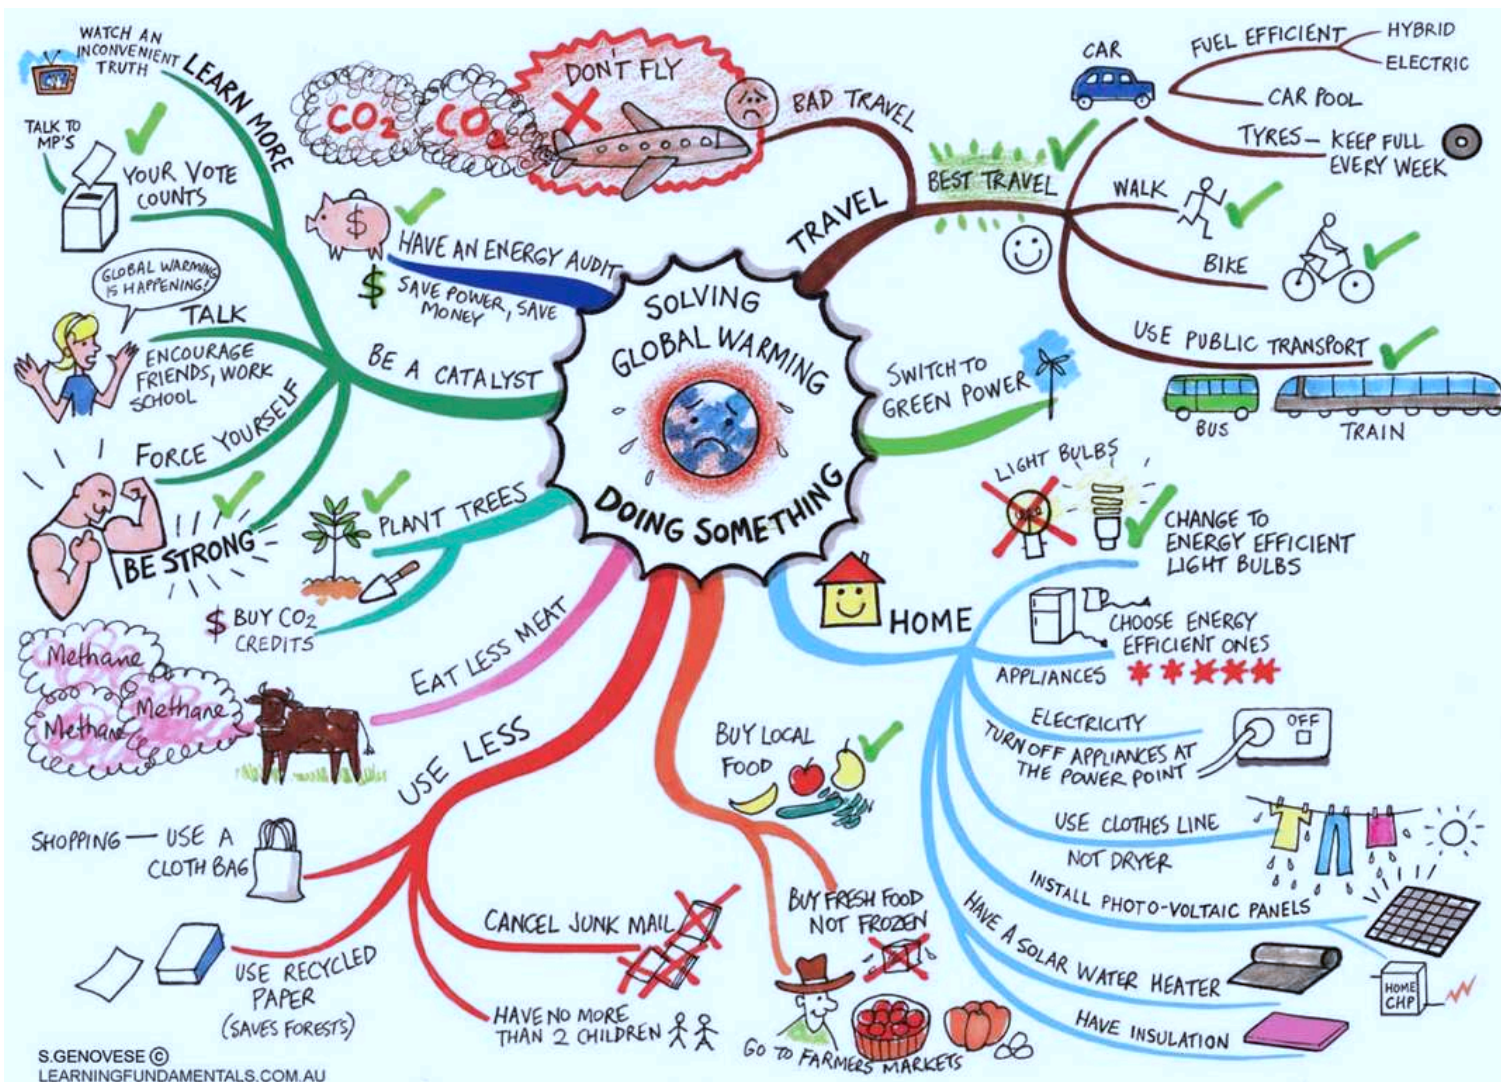 SOLVING
GLOBAL WARMING
DOING SOMETHING
TRAVEL
BAD TRAVEL
DON'T FLY
CO2
CO2
BEST TRAVEL
CAR
FUEL EFFICIENT
HYBRID
ELECTRIC
CAR POOL
TYRES — KEEP FULL
EVERY WEEK
WALK
BIKE
USE PUBLIC TRANSPORT
BUS
TRAIN
SWITCH TO
GREEN POWER
HOME
LIGHT BULBS
CHANGE TO
ENERGY EFFICIENT
LIGHT BULBS
CHOOSE ENERGY
EFFICIENT ONES
APPLIANCES
ELECTRICITY
TURN OFF APPLIANCES AT
THE POWER POINT
OFF
USE CLOTHES LINE
NOT DRYER
INSTALL PHOTO-VOLTAIC PANELS
HOME
CHP
HAVE A SOLAR WATER HEATER
HAVE INSULATION
BUY LOCAL
FOOD
BUY FRESH FOOD
NOT FROZEN
GO TO FARMERS MARKETS
USE LESS
SHOPPING — USE A
CLOTH BAG
USE RECYCLED
PAPER
(SAVES FORESTS)
CANCEL JUNK MAIL
HAVE NO MORE
THAN 2 CHILDREN
EAT LESS MEAT
Methane
Methane
Methane
PLANT TREES
$ BUY CO2
CREDITS
BE A CATALYST
LEARN MORE
WATCH AN
INCONVENIENT
TRUTH
TALK TO
MP'S
YOUR VOTE
COUNTS
GLOBAL WARMING
IS HAPPENING!
TALK
ENCOURAGE
FRIENDS, WORK
SCHOOL
FORCE YOURSELF
BE STRONG
$
HAVE AN ENERGY AUDIT
$ SAVE POWER, SAVE
MONEY
S.GENOVESE ©
LEARNINGFUNDAMENTALS.COM.AU